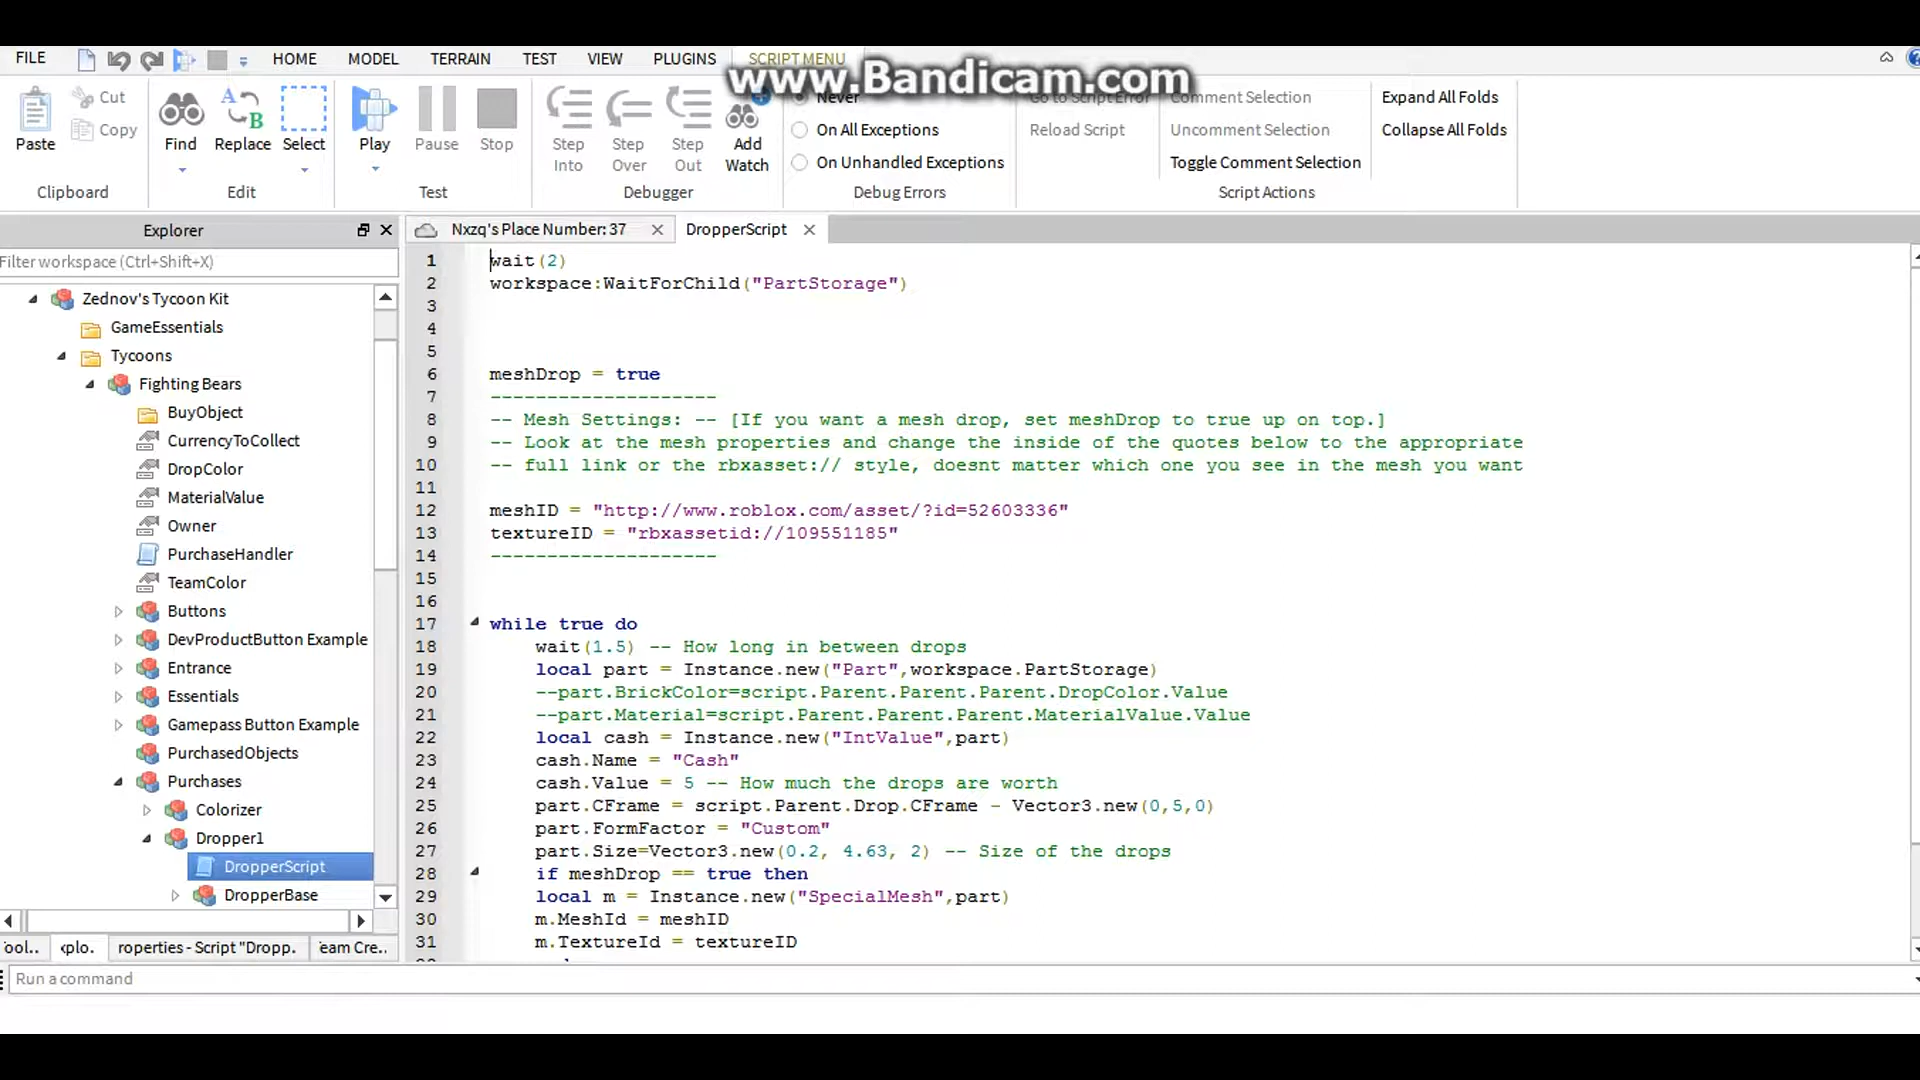 FILE
HOME
MODEL
TERRAIN
TEST
VIEW
PLUGINS
SCRIPT MENU
www.Bandicam.com
Paste
Cut
Copy
Clipboard
Find
Replace
Select
Edit
Play
Pause
Stop
Test
Step Into
Step Over
Step Out
Add Watch
Debugger
Never
On All Exceptions
On Unhandled Exceptions
Debug Errors
Go to Script Error
Reload Script
Comment Selection
Uncomment Selection
Toggle Comment Selection
Script Actions
Expand All Folds
Collapse All Folds
Explorer
Filter workspace (Ctrl+Shift+X)
Zednov's Tycoon Kit
GameEssentials
Tycoons
Fighting Bears
BuyObject
CurrencyToCollect
DropColor
MaterialValue
Owner
PurchaseHandler
TeamColor
Buttons
DevProductButton Example
Entrance
Essentials
Gamepass Button Example
PurchasedObjects
Purchases
Colorizer
Dropper1
DropperScript
DropperBase
ool..
‹plo.
roperties - Script "Dropp.
eam Cre..
Nxzq's Place Number: 37
DropperScript
1 wait(2)
2 workspace:WaitForChild("PartStorage")
3
4
5
6 meshDrop = true
7 --------------------
8 -- Mesh Settings: -- [If you want a mesh drop, set meshDrop to true up on top.]
9 -- Look at the mesh properties and change the inside of the quotes below to the appropriate
10 -- full link or the rbxasset:// style, doesnt matter which one you see in the mesh you want
11
12 meshID = "http://www.roblox.com/asset/?id=52603336"
13 textureID = "rbxassetid://109551185"
14 --------------------
15
16
17 while true do
18 wait(1.5) -- How long in between drops
19 local part = Instance.new("Part",workspace.PartStorage)
20 --part.BrickColor=script.Parent.Parent.Parent.DropColor.Value
21 --part.Material=script.Parent.Parent.Parent.MaterialValue.Value
22 local cash = Instance.new("IntValue",part)
23 cash.Name = "Cash"
24 cash.Value = 5 -- How much the drops are worth
25 part.CFrame = script.Parent.Drop.CFrame - Vector3.new(0,5,0)
26 part.FormFactor = "Custom"
27 part.Size=Vector3.new(0.2, 4.63, 2) -- Size of the drops
28 if meshDrop == true then
29 local m = Instance.new("SpecialMesh",part)
30 m.MeshId = meshID
31 m.TextureId = textureID
Run a command